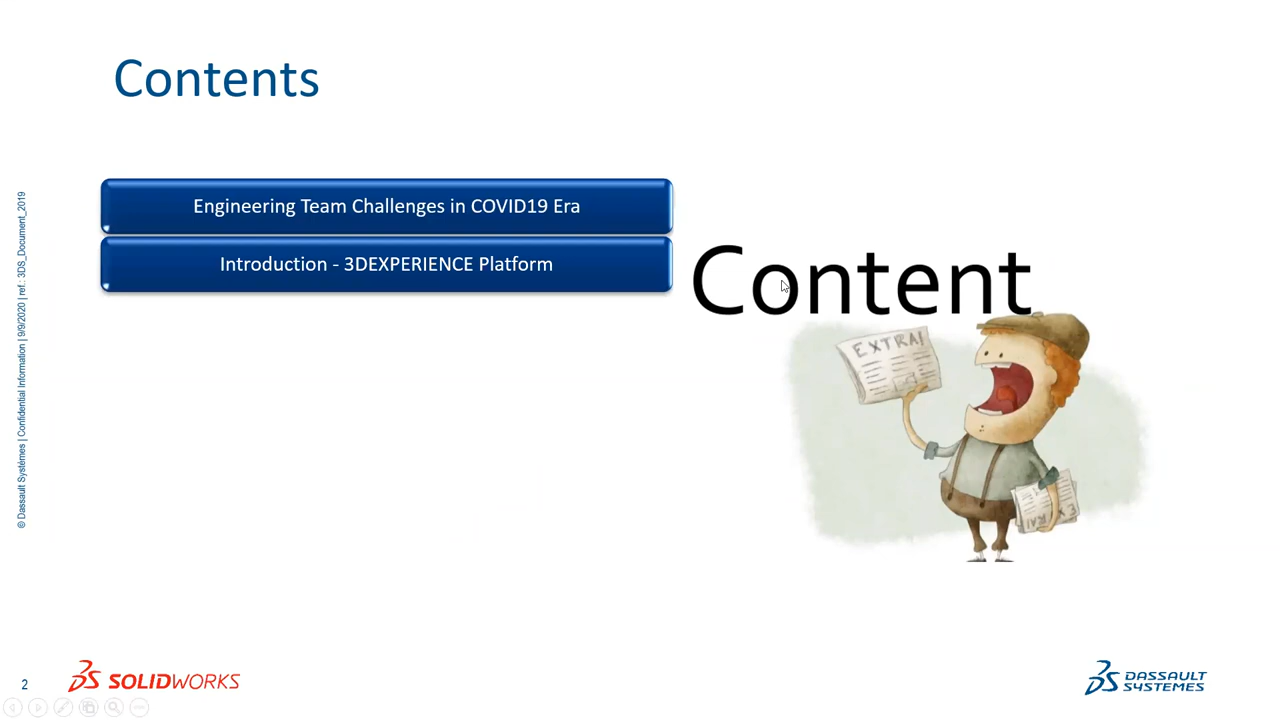 Contents
Engineering Team Challenges in COVID19 Era
Introduction - 3DEXPERIENCE Platform
Content
EXTRA!
EXTRA!
© Dassault Systèmes | Confidential Information | 9/9/2020 | ref.: 3DS_Document_2019
2
SOLIDWORKS
DASSAULT
SYSTEMES